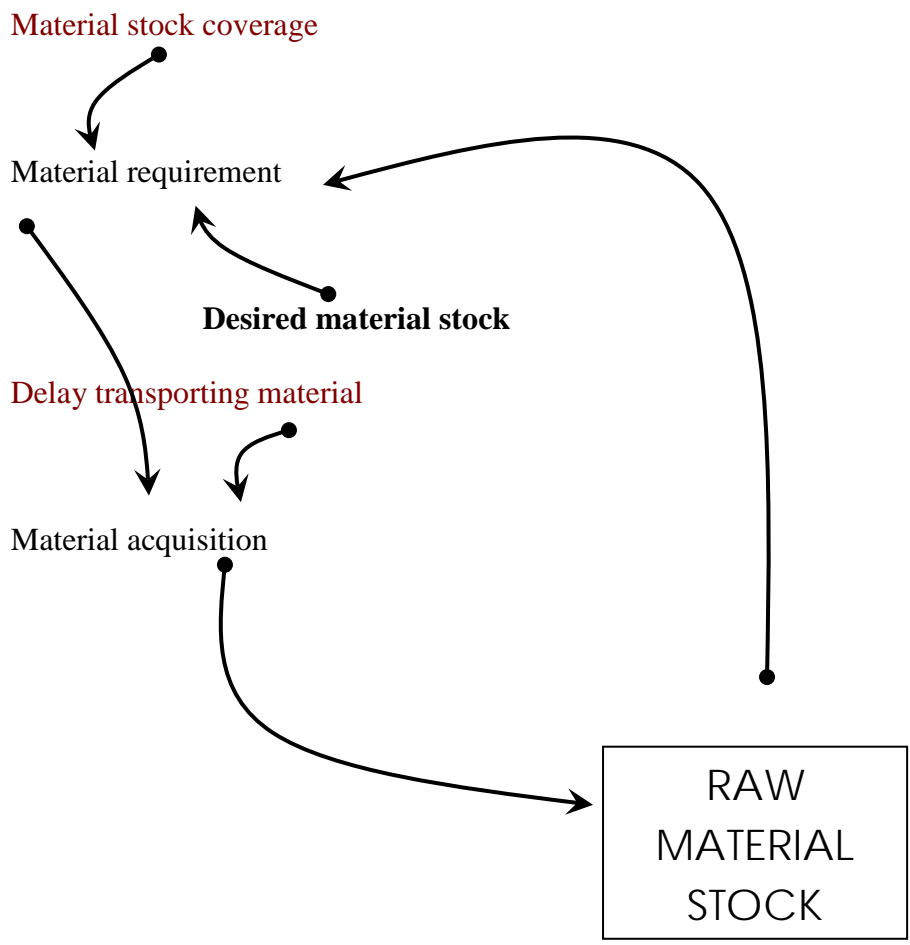 Material stock coverage
Material requirement
Desired material stock
Delay transporting material
Material acquisition
RAW
MATERIAL
STOCK